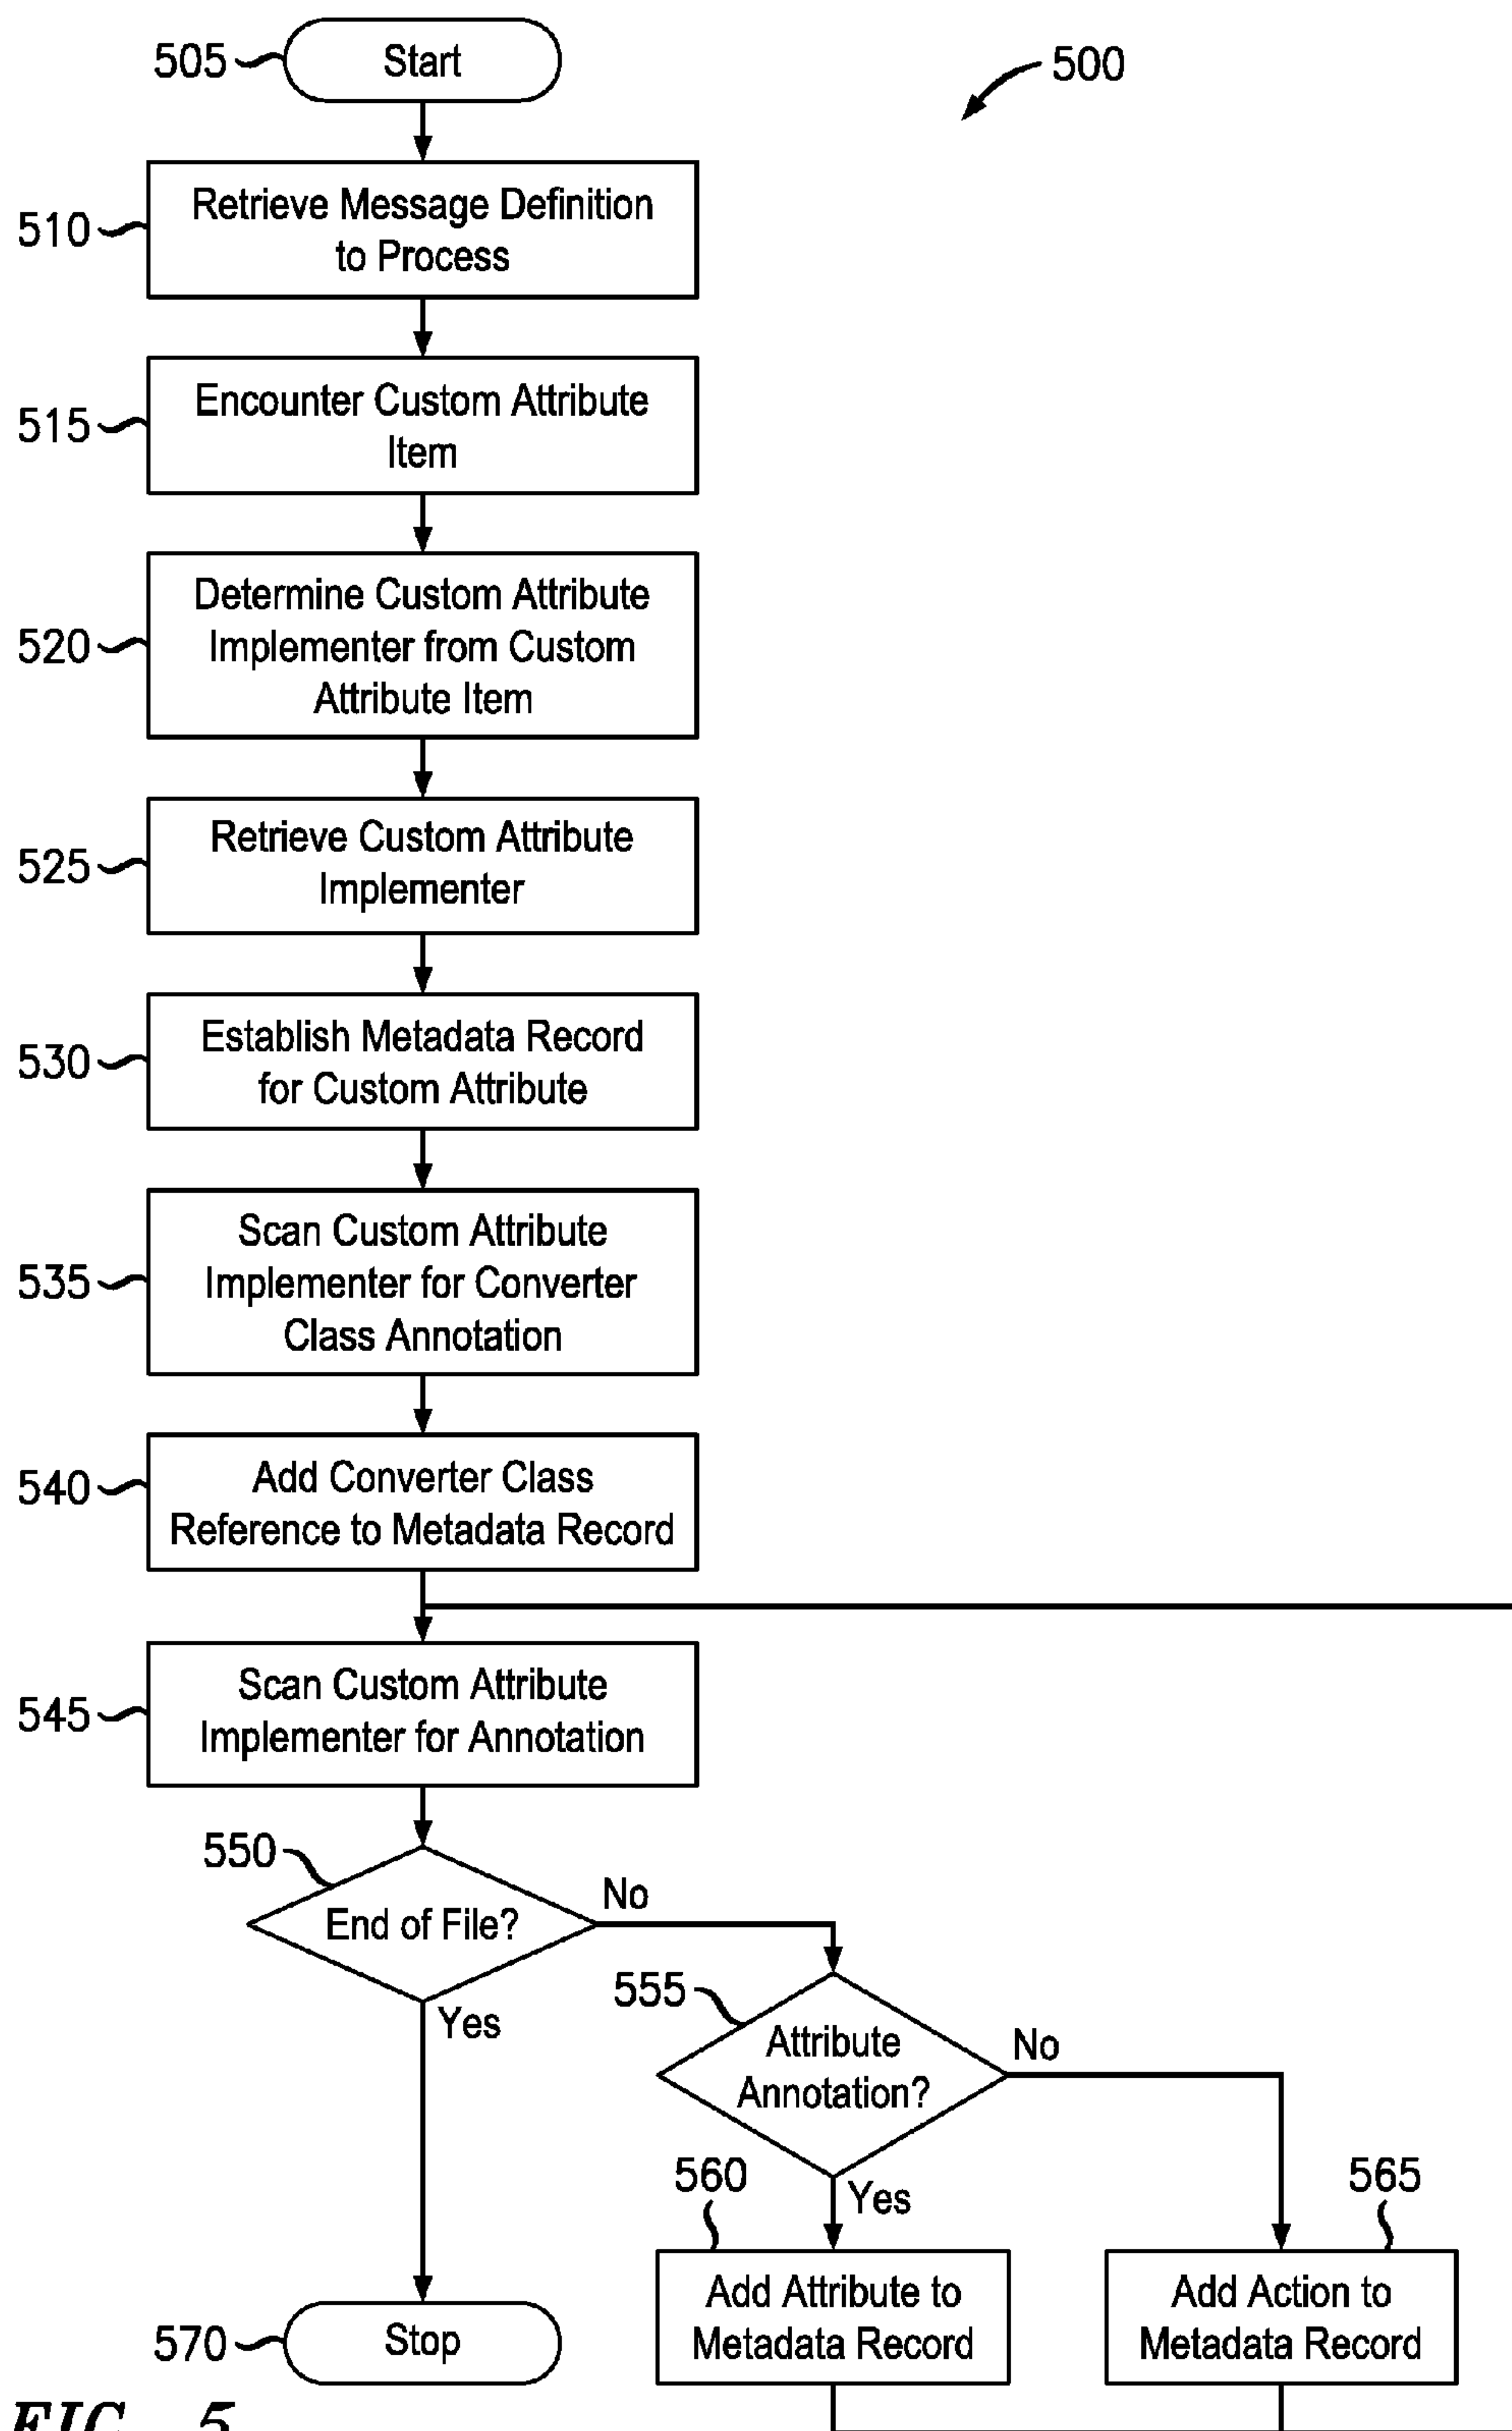 505
Start
500
510
Retrieve Message Definition
to Process
515
Encounter Custom Attribute
Item
520
Determine Custom Attribute
Implementer from Custom
Attribute Item
525
Retrieve Custom Attribute
Implementer
530
Establish Metadata Record
for Custom Attribute
535
Scan Custom Attribute
Implementer for Converter
Class Annotation
540
Add Converter Class
Reference to Metadata Record
545
Scan Custom Attribute
Implementer for Annotation
550
End of File?
No
Yes
555
Attribute
Annotation?
No
Yes
560
Add Attribute to
Metadata Record
565
Add Action to
Metadata Record
570
Stop
FIG. 5